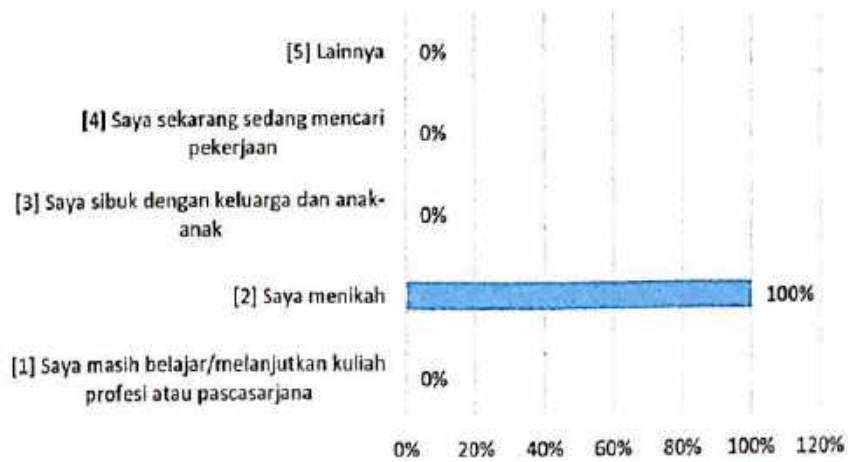 [5] Lainnya
0%
[4] Saya sekarang sedang mencari
pekerjaan
0%
[3] Saya sibuk dengan keluarga dan anak-
anak
0%
[2] Saya menikah
100%
[1] Saya masih belajar/melanjutkan kuliah
profesi atau pascasarjana
0%
0% 20% 40% 60% 80% 100% 120%